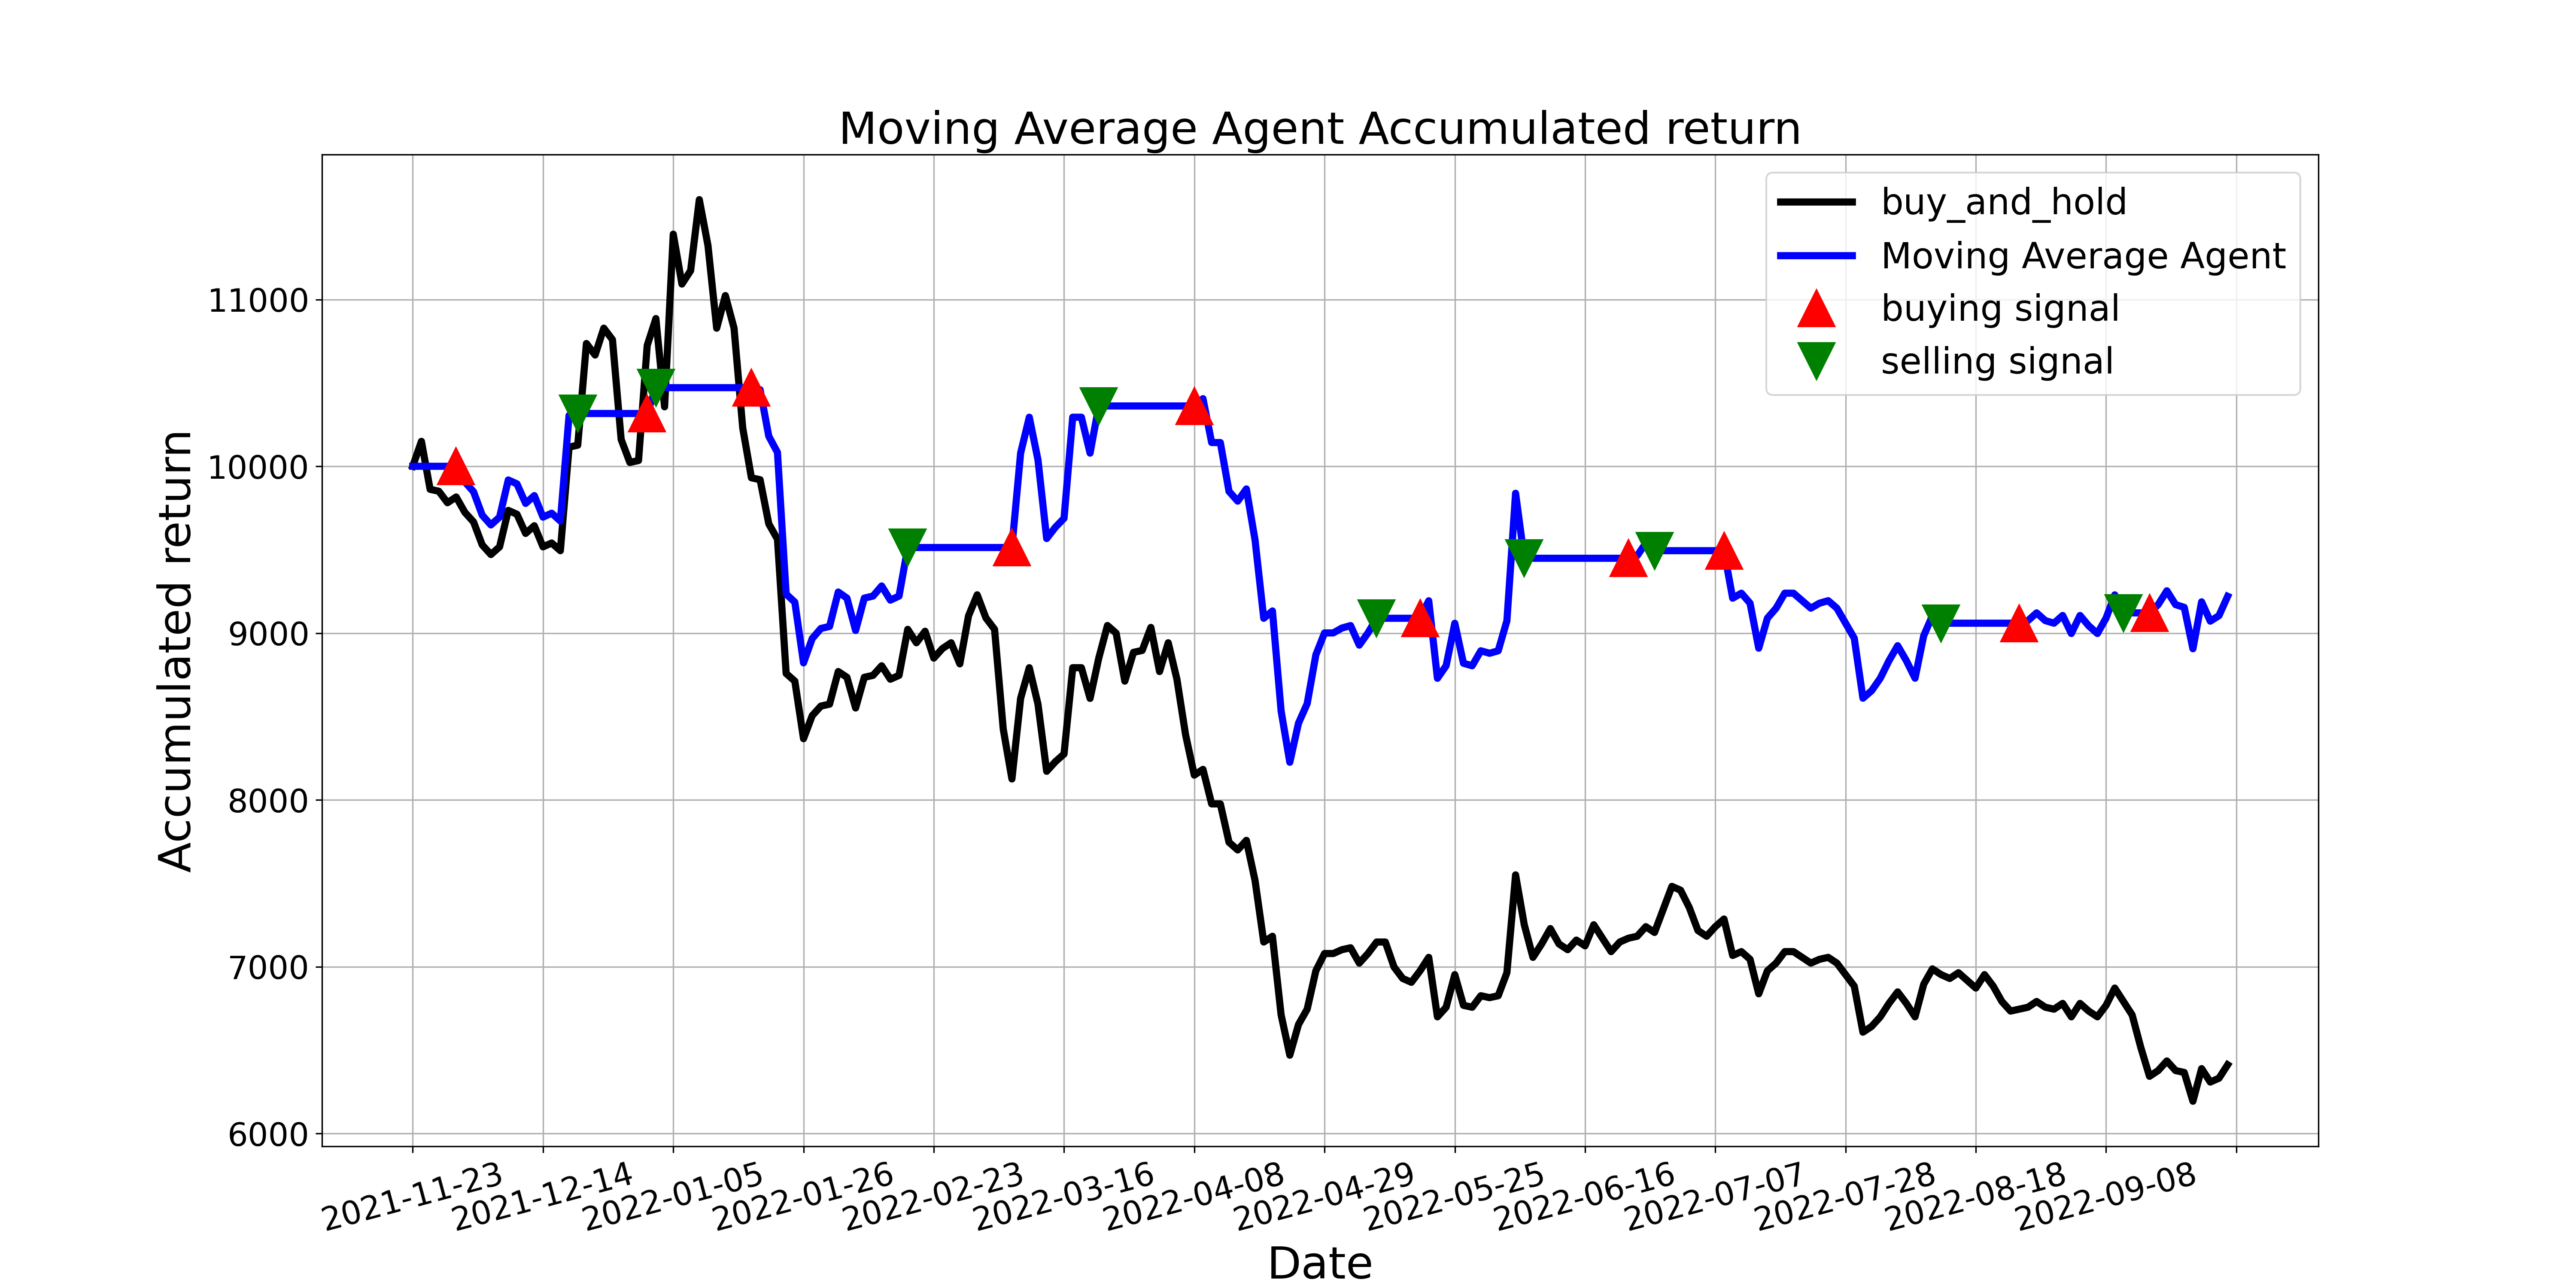 Moving Average Agent Accumulated return
buy_and_hold
Moving Average Agent
buying signal
selling signal
Accumulated return
11000
10000
9000
8000
7000
6000
2021-11-23
2021-12-14
2022-01-05
2022-01-26
2022-02-23
2022-03-16
2022-04-08
2022-04-29
2022-05-25
2022-06-16
2022-07-07
2022-07-28
2022-08-18
2022-09-08
Date